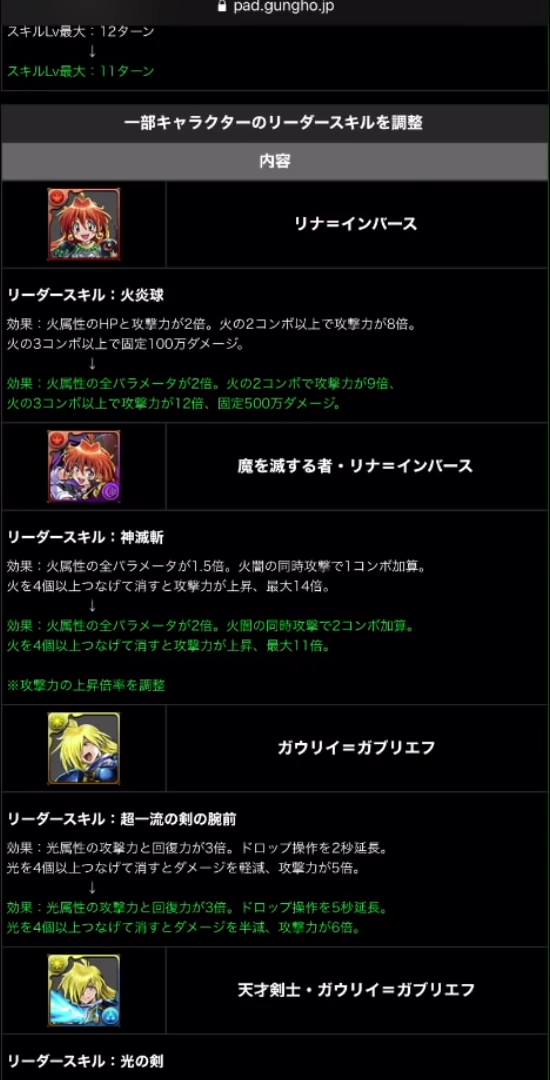 pad.gungho.jp
スキルLv最大：12ターン
↓
スキルLv最大：11ターン
一部キャラクターのリーダースキルを調整
内容
リナ＝インバース
リーダースキル：火炎球
効果：火属性のHPと攻撃力が2倍。火の2コンボ以上で攻撃力が8倍。
火の3コンボ以上で固定100万ダメージ。
↓
効果：火属性の全パラメータが2倍。火の2コンボで攻撃力が9倍、
火の3コンボ以上で攻撃力が12倍、固定500万ダメージ。
魔を滅する者・リナ＝インバース
リーダースキル：神滅斬
効果：火属性の全パラメータが1.5倍。火闇の同時攻撃で1コンボ加算。
火を4個以上つなげて消すと攻撃力が上昇、最大14倍。
↓
効果：火属性の全パラメータが2倍。火闇の同時攻撃で2コンボ加算。
火を4個以上つなげて消すと攻撃力が上昇、最大11倍。
※攻撃力の上昇倍率を調整
ガウリイ＝ガブリエフ
リーダースキル：超一流の剣の腕前
効果：光属性の攻撃力と回復力が3倍。ドロップ操作を2秒延長。
光を4個以上つなげて消すとダメージを軽減、攻撃力が5倍。
↓
効果：光属性の攻撃力と回復力が3倍。ドロップ操作を5秒延長。
光を4個以上つなげて消すとダメージを半減、攻撃力が6倍。
天才剣士・ガウリイ＝ガブリエフ
リーダースキル：光の剣